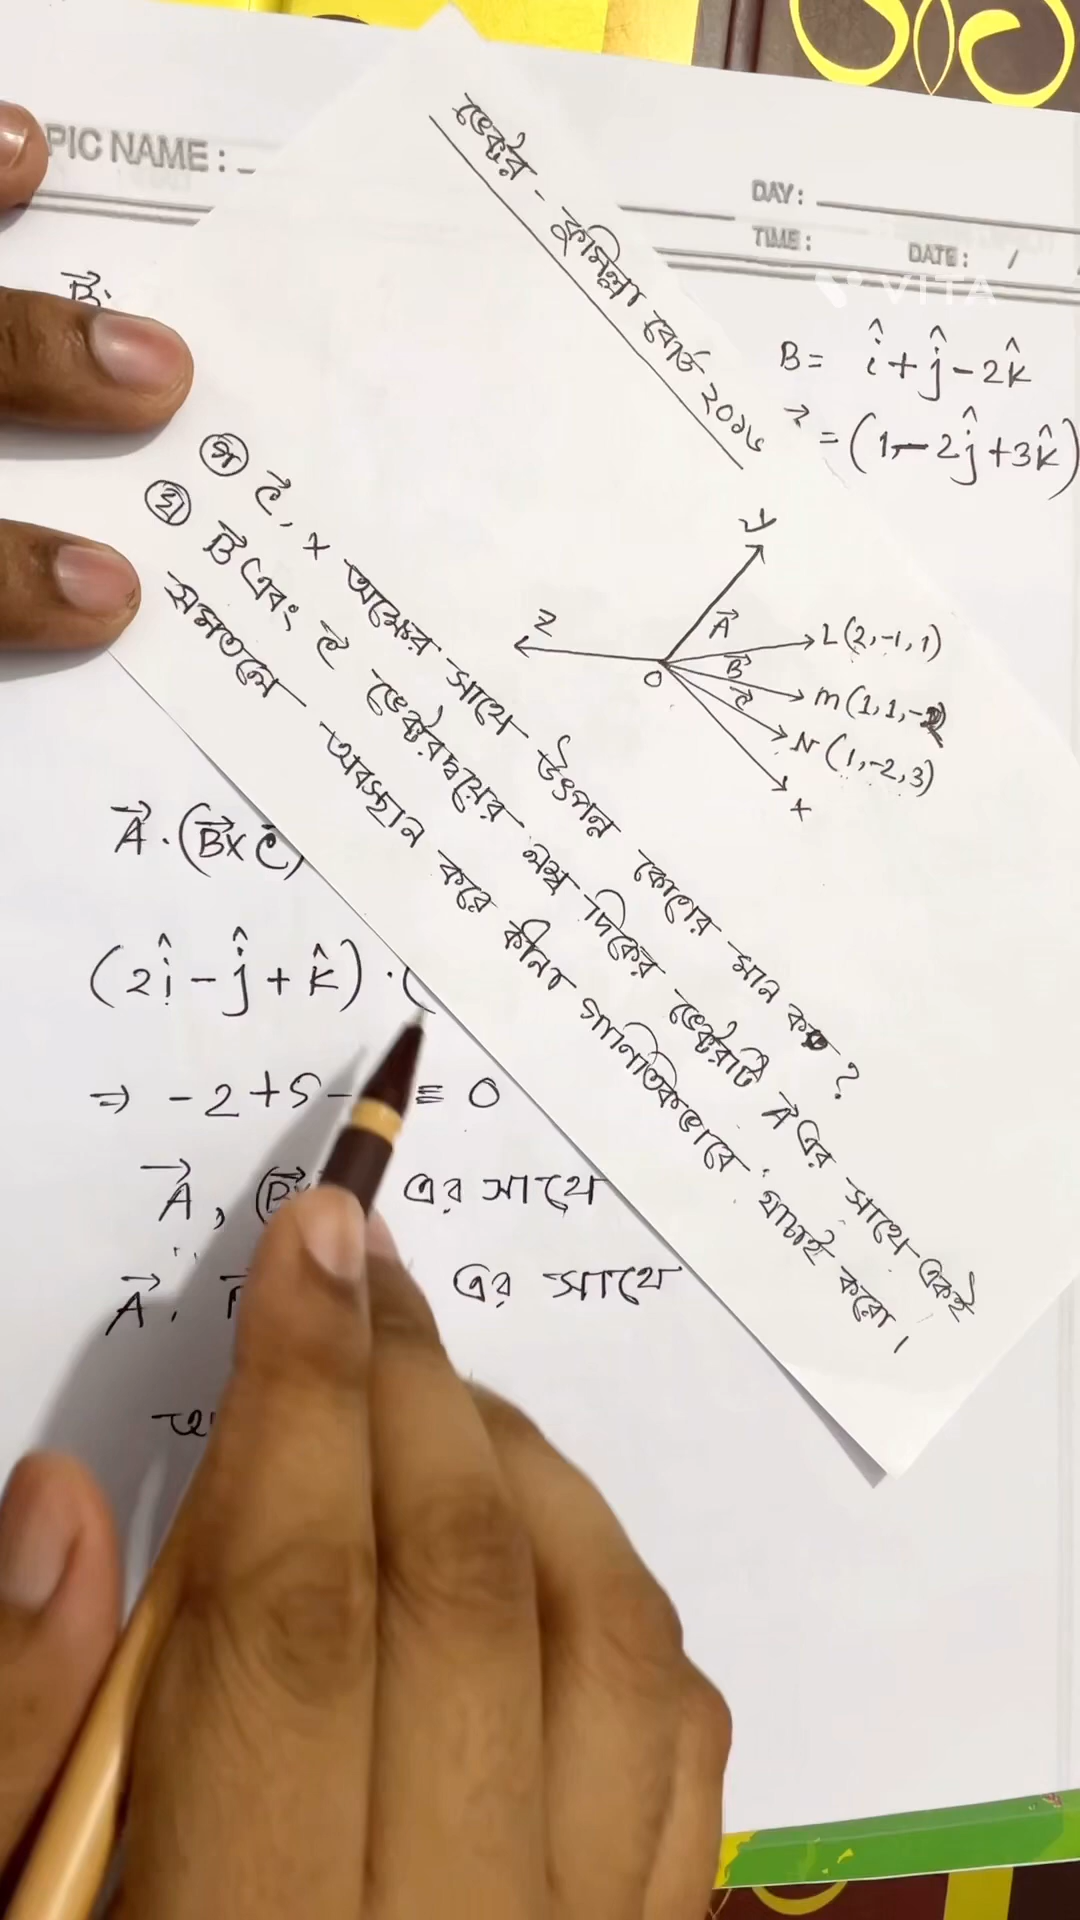 PIC NAME :
DAY :
TIME :
DATE : /
VITA
ভেক্টর - কুমিল্লা বোর্ড ২০১৬
B = î + ĵ - 2k̂
= (1 - 2ĵ + 3k̂)
B⃗
(গ) C⃗, x অক্ষের সাথে উৎপন্ন কোণের মান কত ?
(ঘ) B⃗ এবং C⃗ ভেক্টরদ্বয়ের লম্ব দিকের ভেক্টরটি A⃗ এর সাথে একই
সমতলে অবস্থান করে কীনা গাণিতিকভাবে যাচাই করো।
y
z
A⃗
L(2,-1,1)
O
B⃗
m(1,1,-2
C⃗
N(1,-2,3)
x
A⃗ . (B⃗ x C⃗)
(2î - ĵ + k̂) . (
⇒ -2 + 5 - = 0
A⃗, (B⃗ এর সাথে
A⃗, এর সাথে